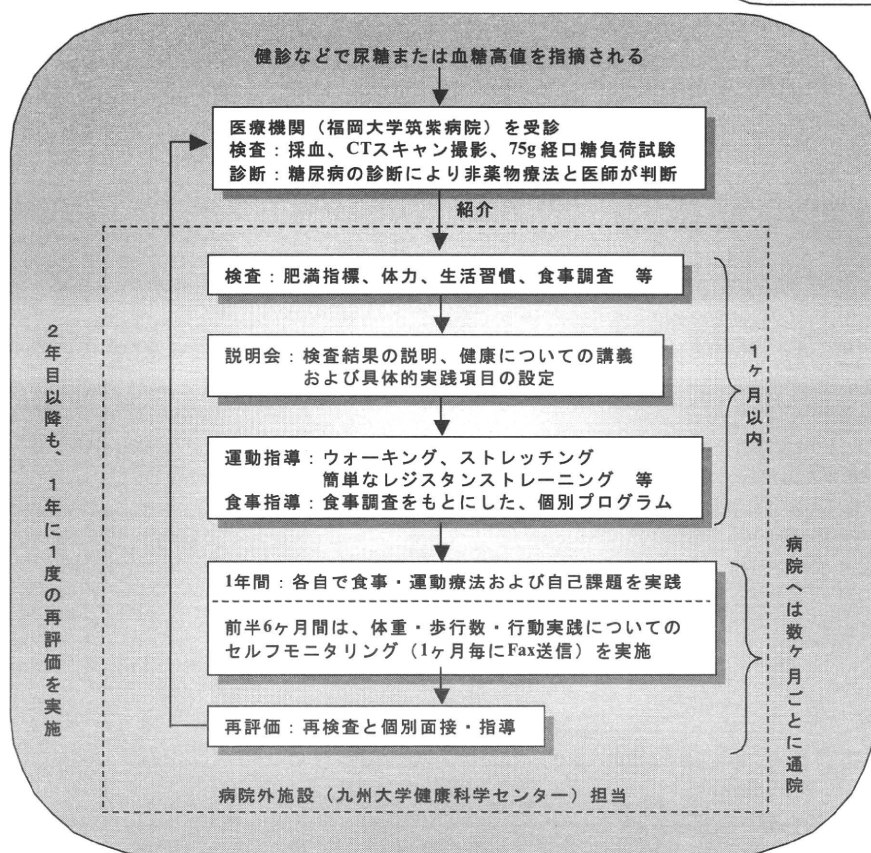 健診などで尿糖または血糖高値を指摘される
医療機関（福岡大学筑紫病院）を受診
検査：採血、CTスキャン撮影、75g経口糖負荷試験
診断：糖尿病の診断により非薬物療法と医師が判断
紹介
検査：肥満指標、体力、生活習慣、食事調査　等
説明会：検査結果の説明、健康についての講義
および具体的実践項目の設定
運動指導：ウォーキング、ストレッチング
簡単なレジスタンストレーニング　等
食事指導：食事調査をもとにした、個別プログラム
1ヶ月以内
1年間：各自で食事・運動療法および自己課題を実践
前半6ヶ月間は、体重・歩行数・行動実践についての
セルフモニタリング（1ヶ月毎にFax送信）を実施
再評価：再検査と個別面接・指導
病院へは数ヶ月ごとに通院
2年目以降も、1年に1度の再評価を実施
病院外施設（九州大学健康科学センター）担当